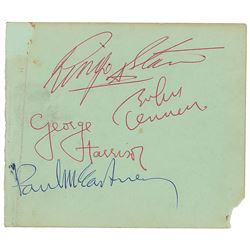 Ringo Starr
John
Lennon
George
Harrison
Paul McCartney